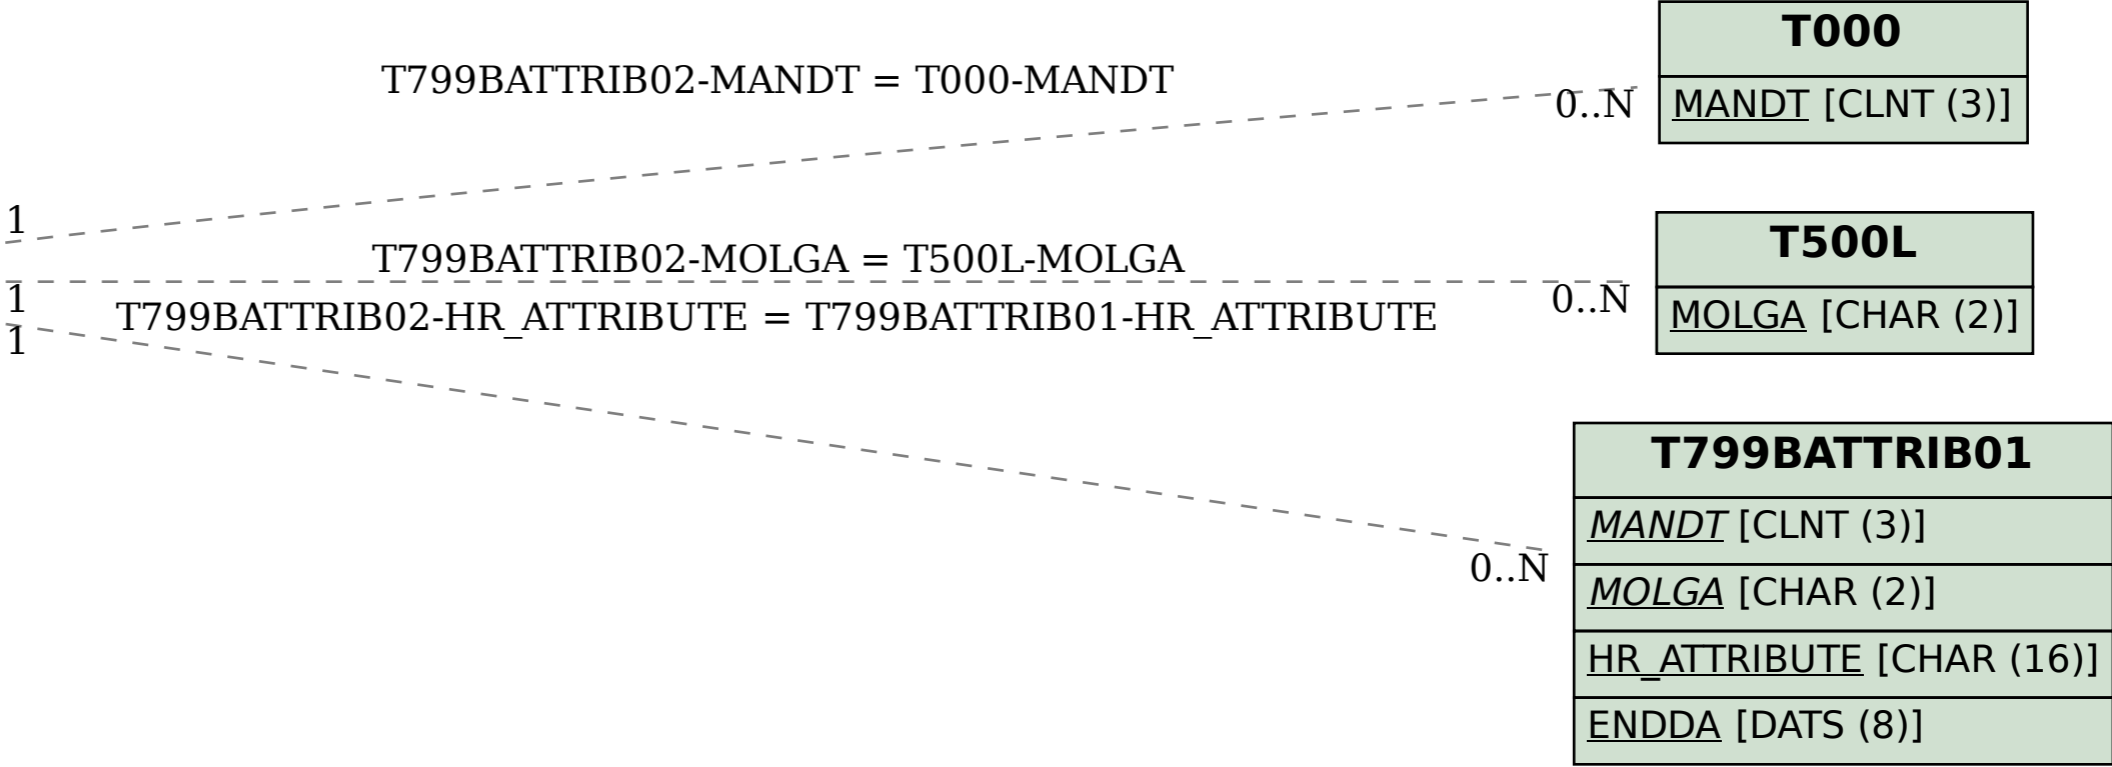 T000
T799BATTRIB02-MANDT = T000-MANDT
0..N
MANDT [CLNT (3)]
1
T500L
T799BATTRIB02-MOLGA = T500L-MOLGA
1
0..N
T799BATTRIB02-HR_ATTRIBUTE = T799BATTRIB01-HR_ATTRIBUTE
MOLGA [CHAR (2)]
1
T799BATTRIB01
MANDT [CLNT (3)]
0..N
MOLGA [CHAR (2)]
HR_ATTRIBUTE [CHAR (16)]
ENDDA [DATS (8)]